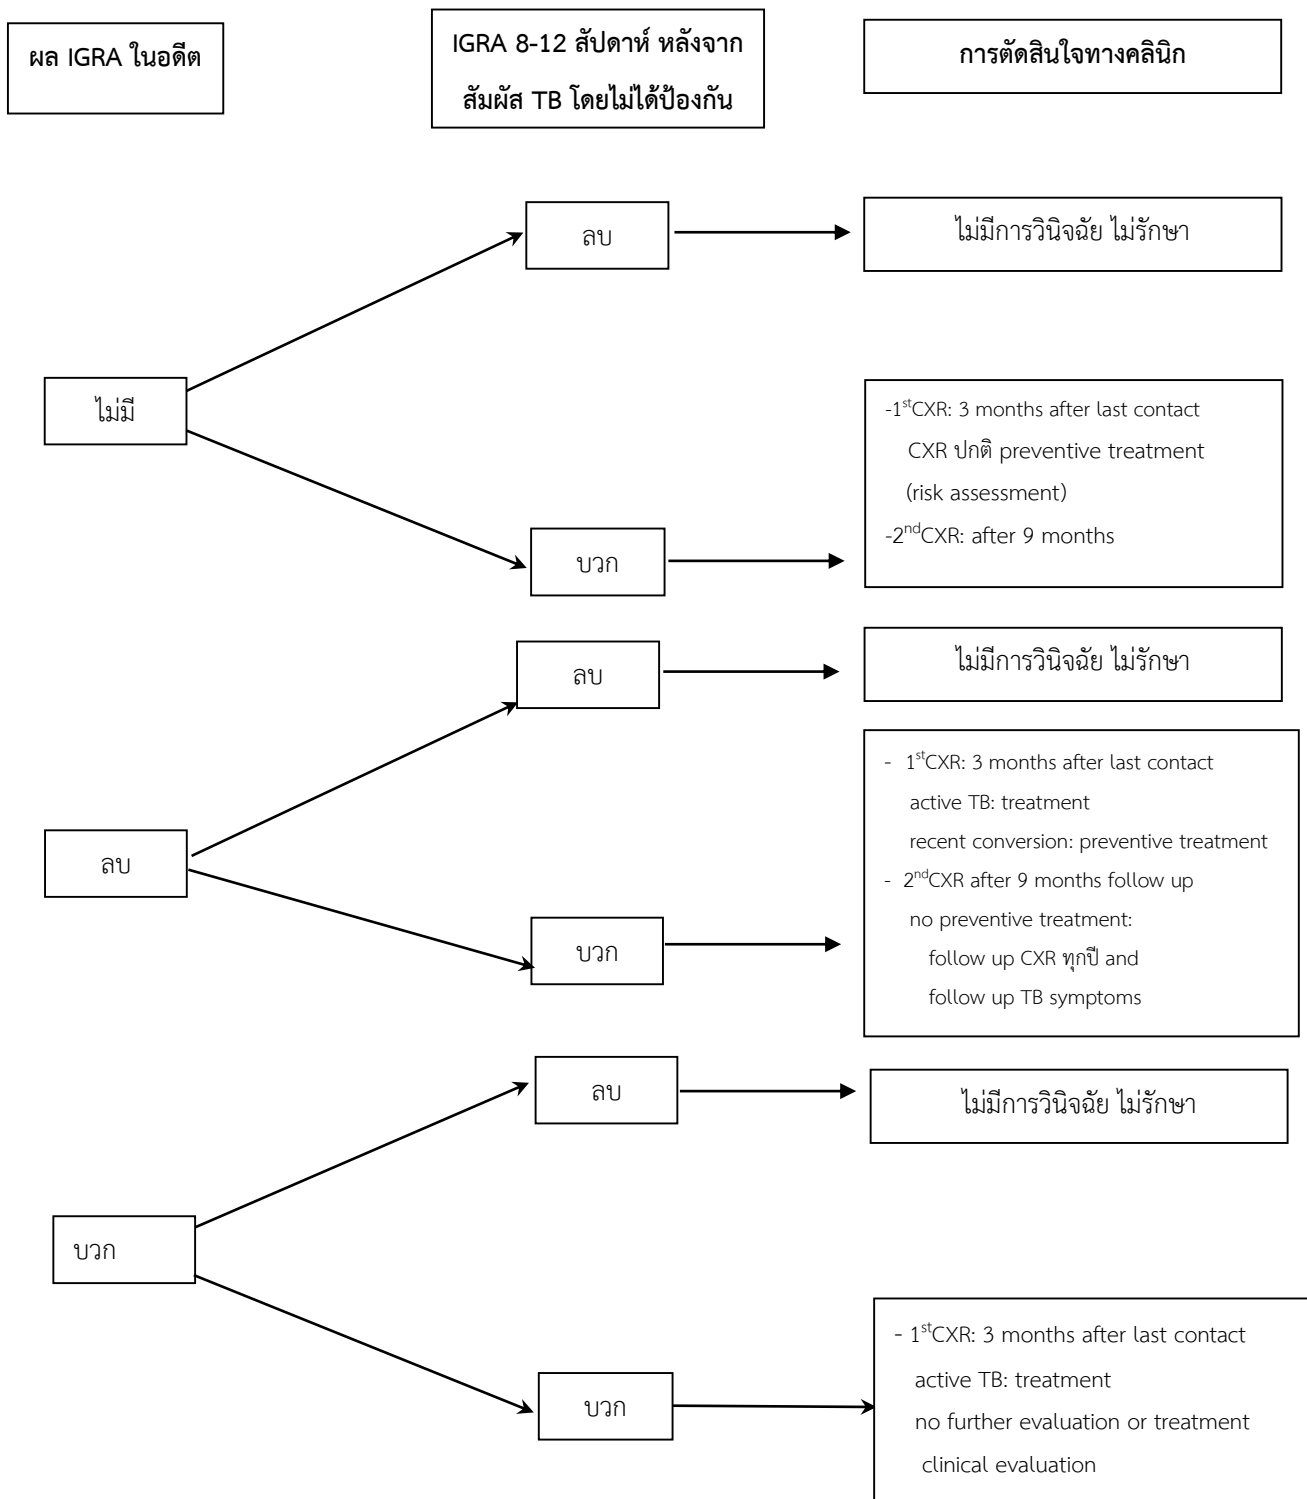 ผล IGRA ในอดีต
IGRA 8-12 สัปดาห์ หลังจาก
สัมผัส TB โดยไม่ได้ป้องกัน
การตัดสินใจทางคลินิก
ไม่มี
ลบ
ไม่มีการวินิจฉัย ไม่รักษา
บวก
-1stCXR: 3 months after last contact
CXR ปกติ preventive treatment
(risk assessment)
-2ndCXR: after 9 months
ลบ
ลบ
ไม่มีการวินิจฉัย ไม่รักษา
บวก
- 1stCXR: 3 months after last contact
active TB: treatment
recent conversion: preventive treatment
- 2ndCXR after 9 months follow up
no preventive treatment:
follow up CXR ทุกปี and
follow up TB symptoms
บวก
ลบ
ไม่มีการวินิจฉัย ไม่รักษา
บวก
- 1stCXR: 3 months after last contact
active TB: treatment
no further evaluation or treatment
clinical evaluation